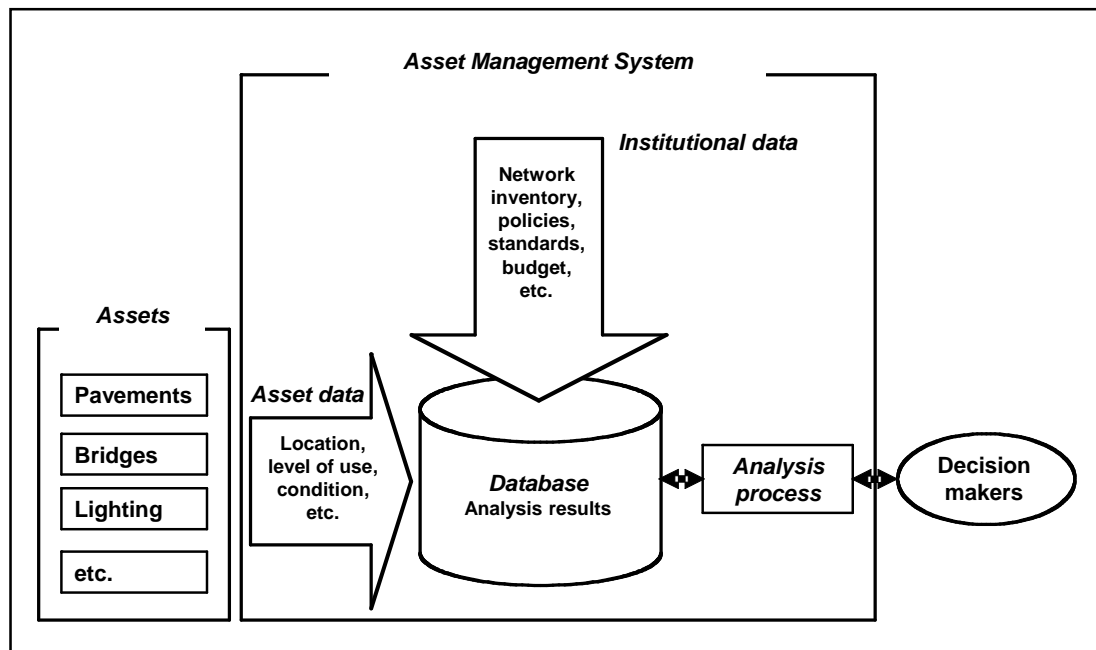 Asset Management System
Institutional data
Network
inventory,
policies,
standards,
budget,
etc.
Assets
Pavements
Bridges
Lighting
etc.
Asset data
Location,
level of use,
condition,
etc.
Database
Analysis results
Analysis
process
Decision
makers